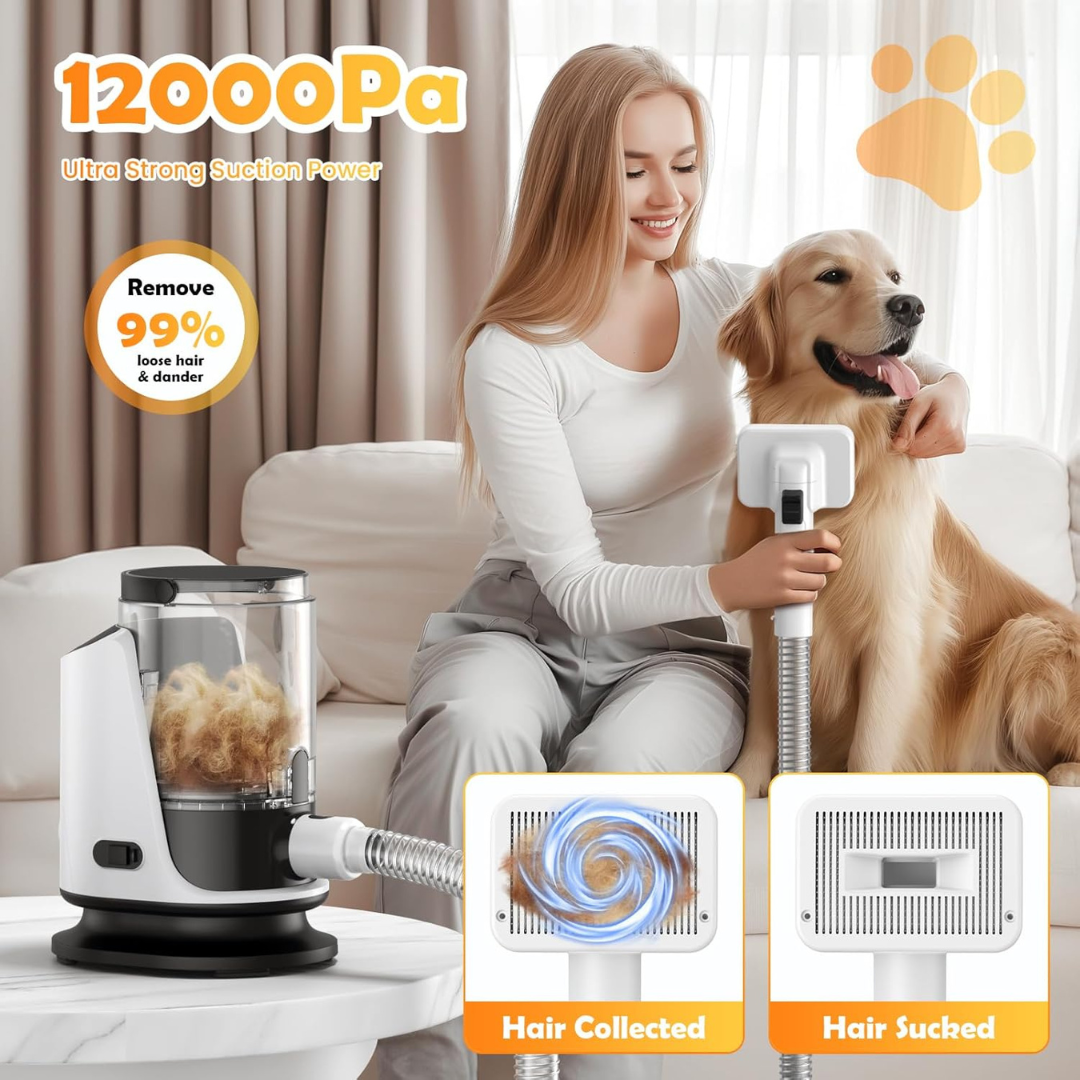 12000Pa
Ultra Strong Suction Power
Remove
99%
loose hair
& dander
Hair Collected
Hair Sucked